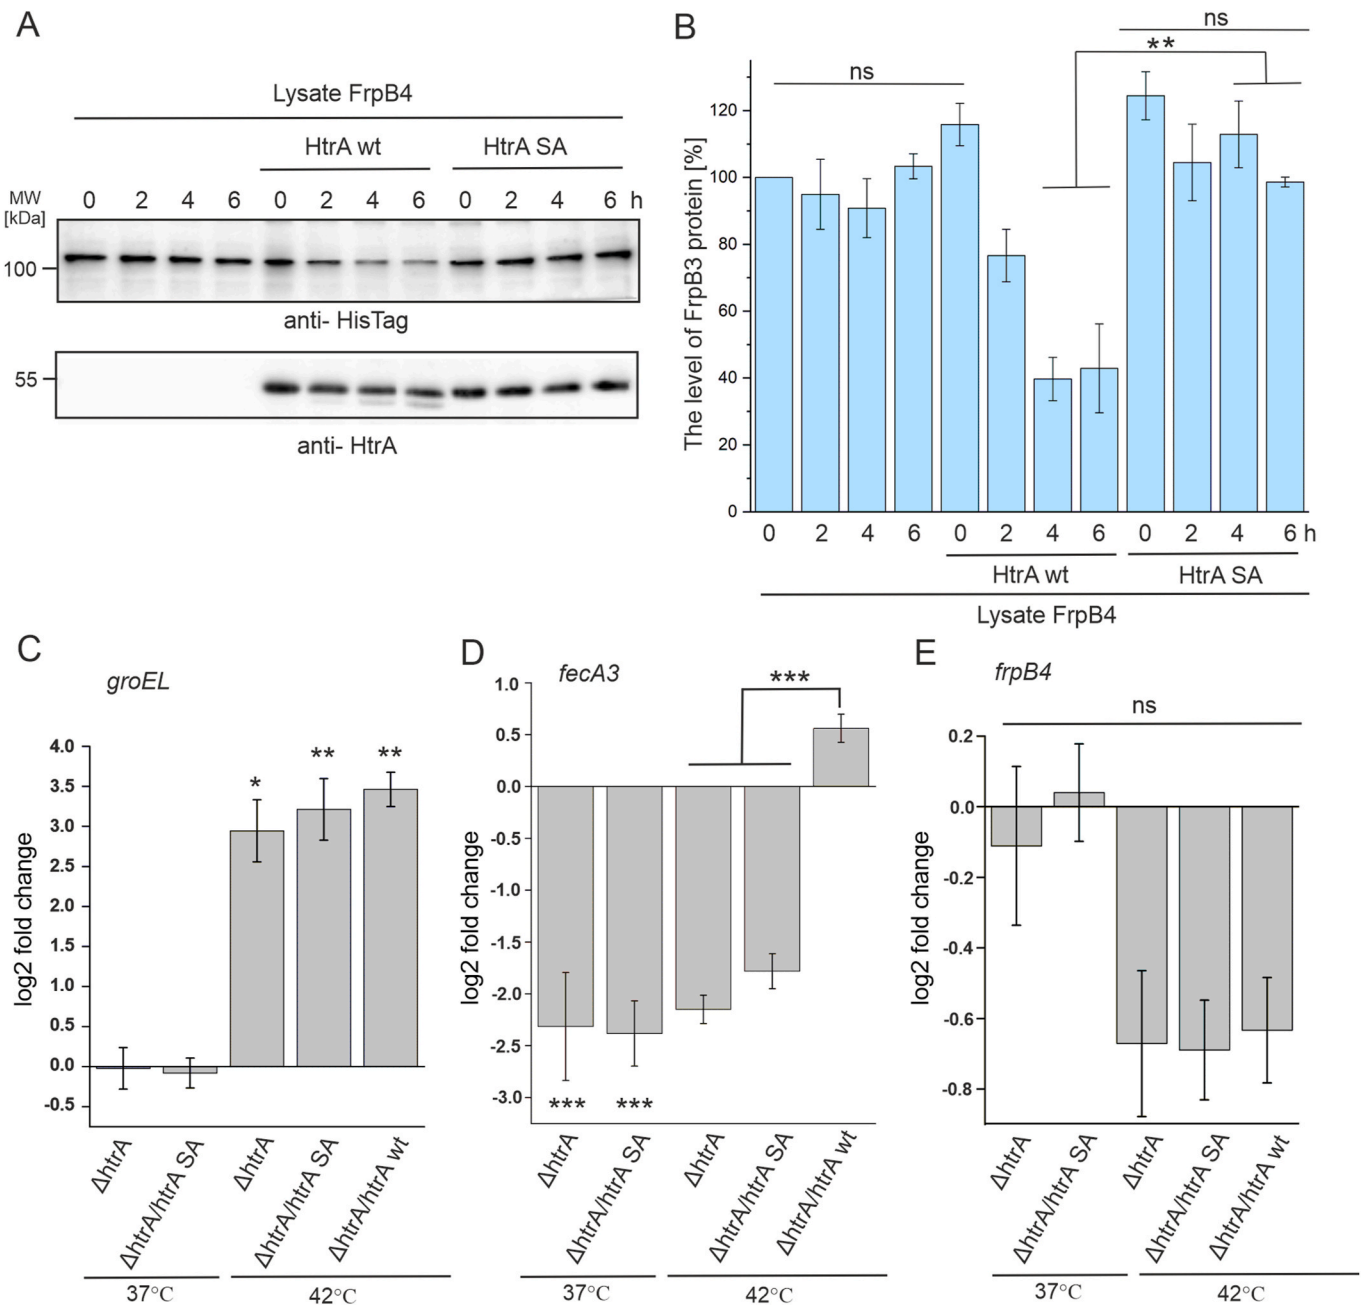 A
Lysate FrpB4
HtrA wt HtrA SA
MW
[kDa]
0 2 4 6 0 2 4 6 0 2 4 6 h
100
anti- HisTag
55
anti- HtrA
B
ns
**
ns
The level of FrpB3 protein [%]
120
100
80
60
40
20
0
0 2 4 6 0 2 4 6 0 2 4 6 h
HtrA wt HtrA SA
Lysate FrpB4
C
groEL
log2 fold change
4.0
3.5
3.0
2.5
2.0
1.5
1.0
0.5
0.0
-0.5
* ** **
ΔhtrA
ΔhtrA/htrA SA
ΔhtrA
ΔhtrA/htrA SA
ΔhtrA/htrA wt
37°C 42°C
D
fecA3
log2 fold change
1.0
0.5
0.0
-0.5
-1.0
-1.5
-2.0
-2.5
-3.0
***
*** ***
ΔhtrA
ΔhtrA/htrA SA
ΔhtrA
ΔhtrA/htrA SA
ΔhtrA/htrA wt
37°C 42°C
E
frpB4
ns
log2 fold change
0.2
0.0
-0.2
-0.4
-0.6
-0.8
ΔhtrA
ΔhtrA/htrA SA
ΔhtrA
ΔhtrA/htrA SA
ΔhtrA/htrA wt
37°C 42°C